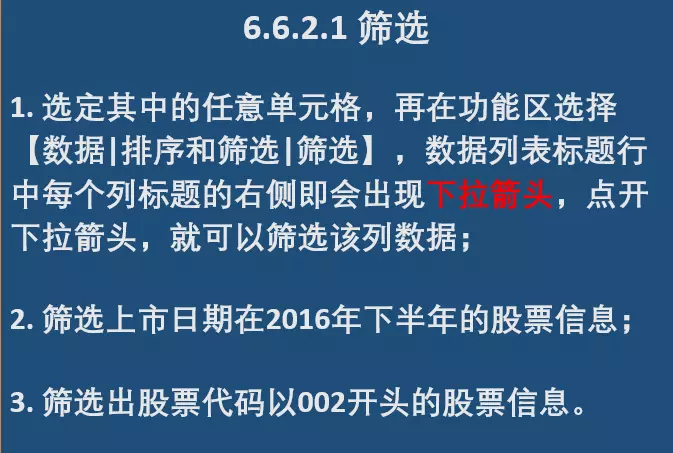 6.6.2.1 筛选
1. 选定其中的任意单元格，再在功能区选择
【数据|排序和筛选|筛选】，数据列表标题行
中每个列标题的右侧即会出现下拉箭头，点开
下拉箭头，就可以筛选该列数据；
2. 筛选上市日期在2016年下半年的股票信息；
3. 筛选出股票代码以002开头的股票信息。